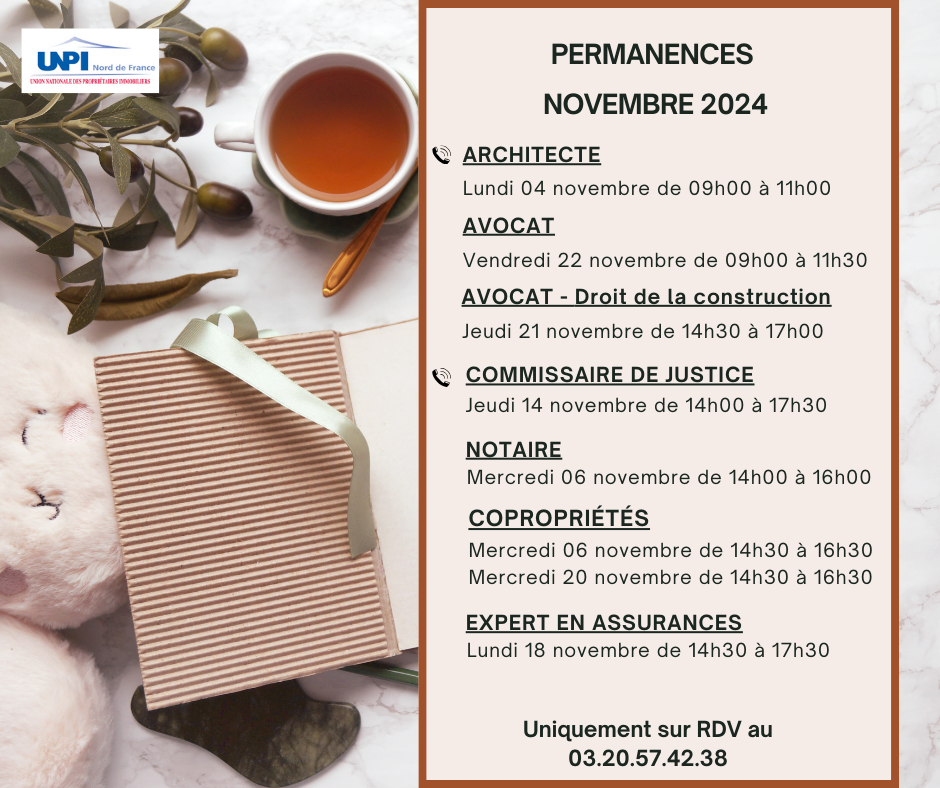 UNPI Nord de France
UNION NATIONALE DES PROPRIÉTAIRES IMMOBILIERS
PERMANENCES
NOVEMBRE 2024
ARCHITECTE
Lundi 04 novembre de 09h00 à 11h00
AVOCAT
Vendredi 22 novembre de 09h00 à 11h30
AVOCAT - Droit de la construction
Jeudi 21 novembre de 14h30 à 17h00
COMMISSAIRE DE JUSTICE
Jeudi 14 novembre de 14h00 à 17h30
NOTAIRE
Mercredi 06 novembre de 14h00 à 16h00
COPROPRIÉTÉS
Mercredi 06 novembre de 14h30 à 16h30
Mercredi 20 novembre de 14h30 à 16h30
EXPERT EN ASSURANCES
Lundi 18 novembre de 14h30 à 17h30
Uniquement sur RDV au
03.20.57.42.38